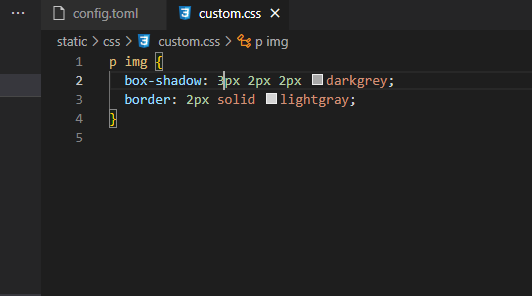 ··· config.toml custom.css ×
static > css > custom.css > p img
1 p img {
2 box-shadow: 3px 2px 2px darkgrey;
3 border: 2px solid lightgray;
4 }
5